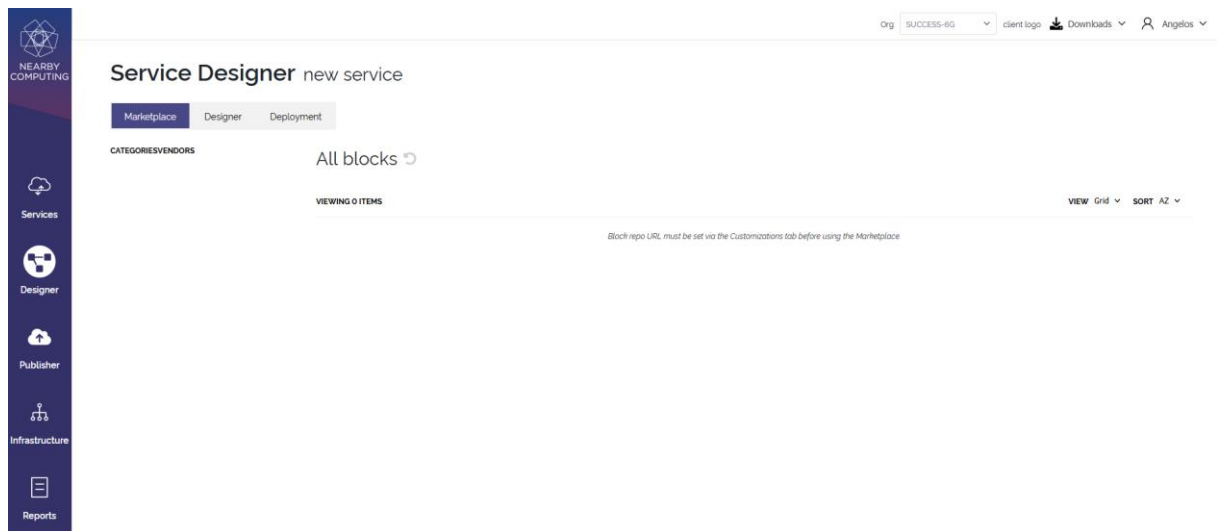 Org SUCCESS-6G client logo Downloads Angelos
NEARBY
COMPUTING
Service Designer new service
Marketplace Designer Deployment
CATEGORIESVENDORS
All blocks
VIEWING 0 ITEMS VIEW Grid SORT AZ
Block repo URL must be set via the Customizations tab before using the Marketplace
Services
Designer
Publisher
Infrastructure
Reports